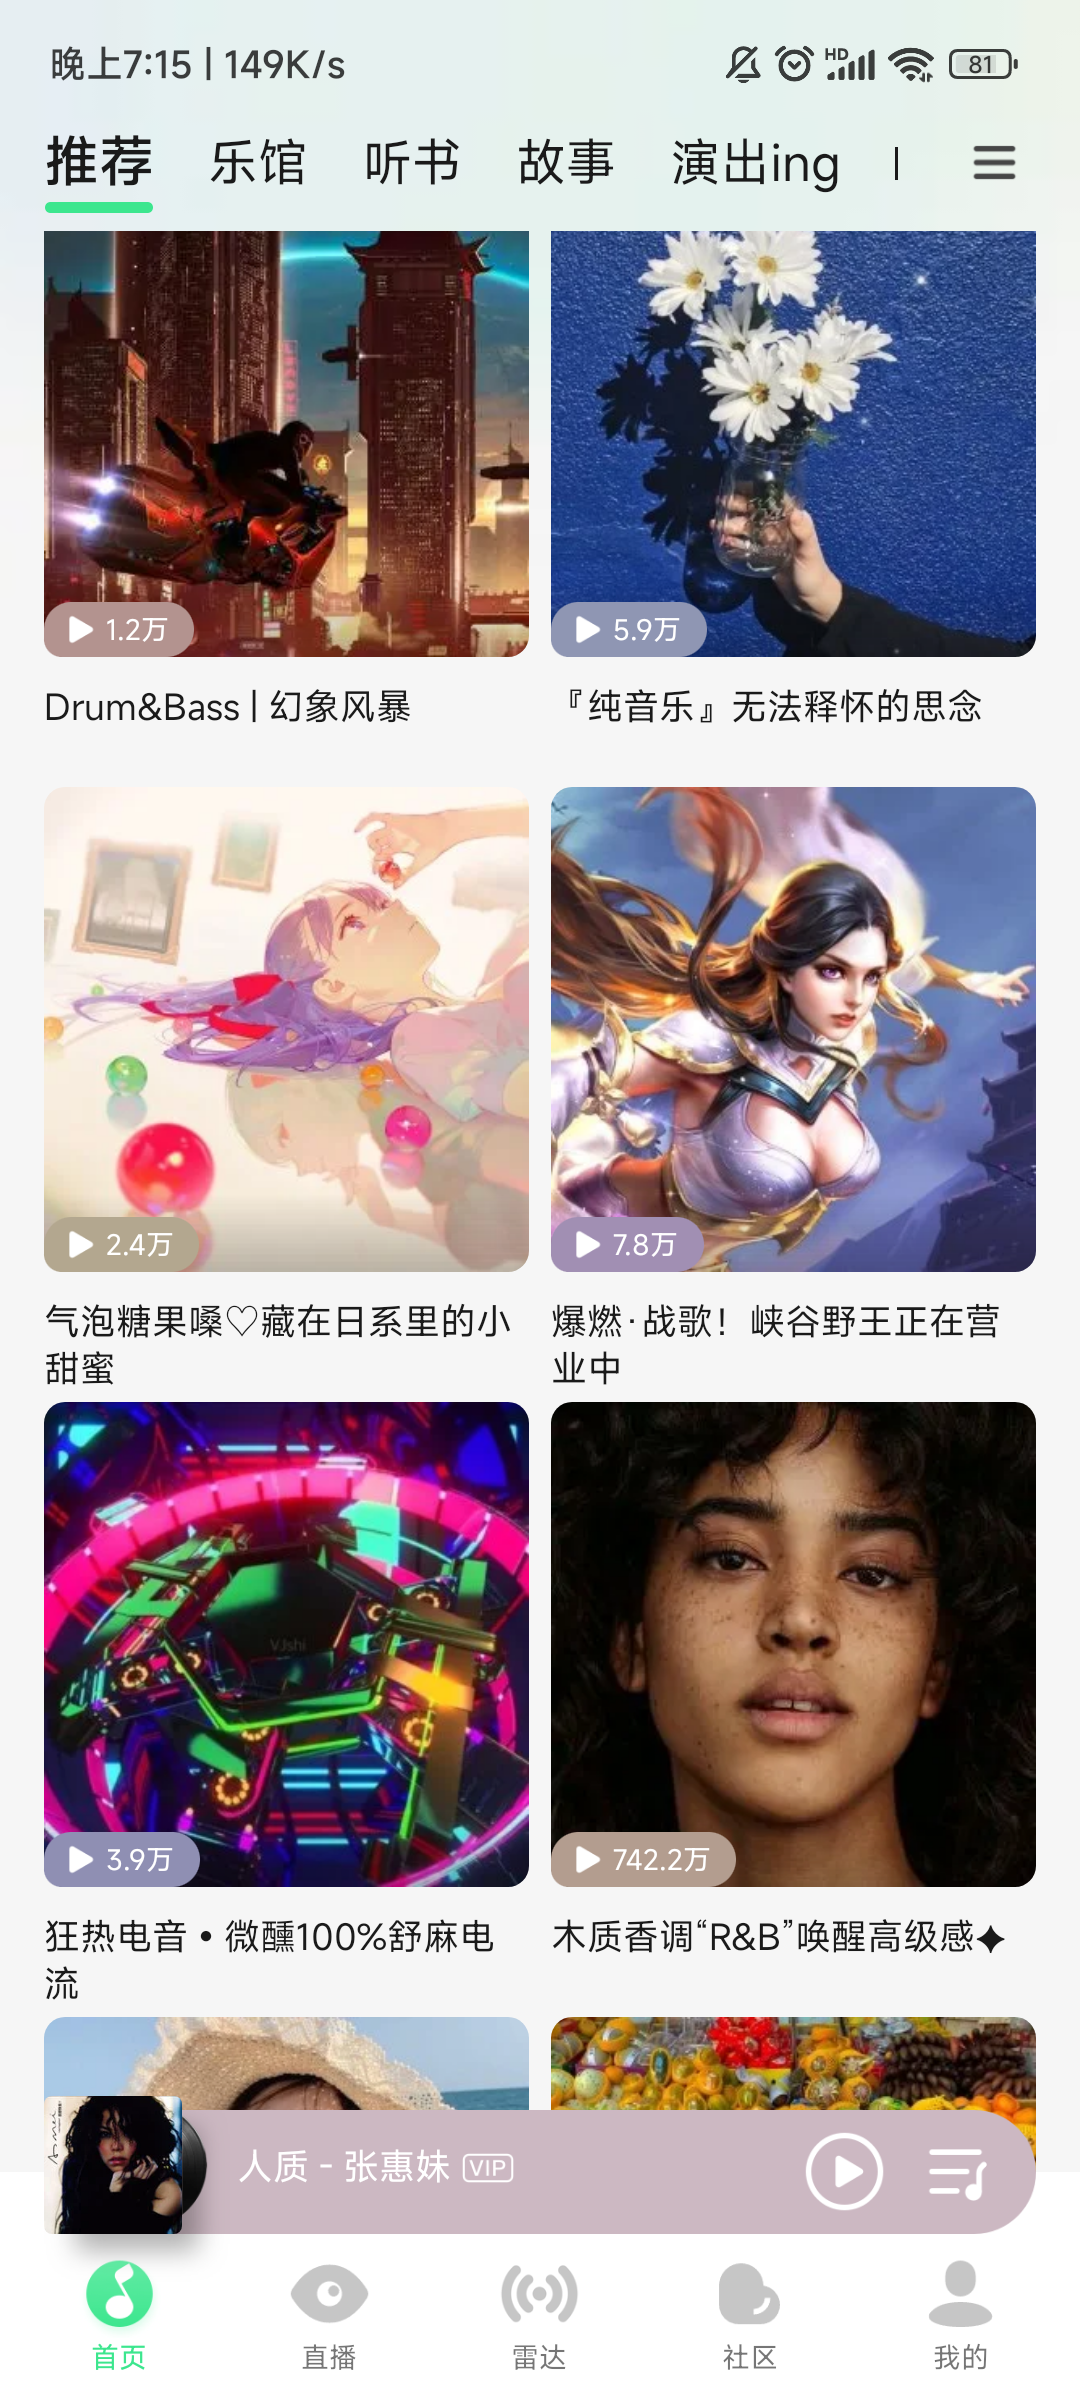 晚上7:15 | 149K/s
HD
81
推荐 乐馆 听书 故事 演出ing
1.2万
5.9万
Drum&Bass | 幻象风暴
『纯音乐』无法释怀的思念
2.4万
7.8万
气泡糖果嗓♡藏在日系里的小
甜蜜
爆燃·战歌！峡谷野王正在营
业中
VJshi
3.9万
742.2万
狂热电音 • 微醺100%舒麻电
流
木质香调“R&B”唤醒高级感✦
人质 - 张惠妹 VIP
首页 直播 雷达 社区 我的